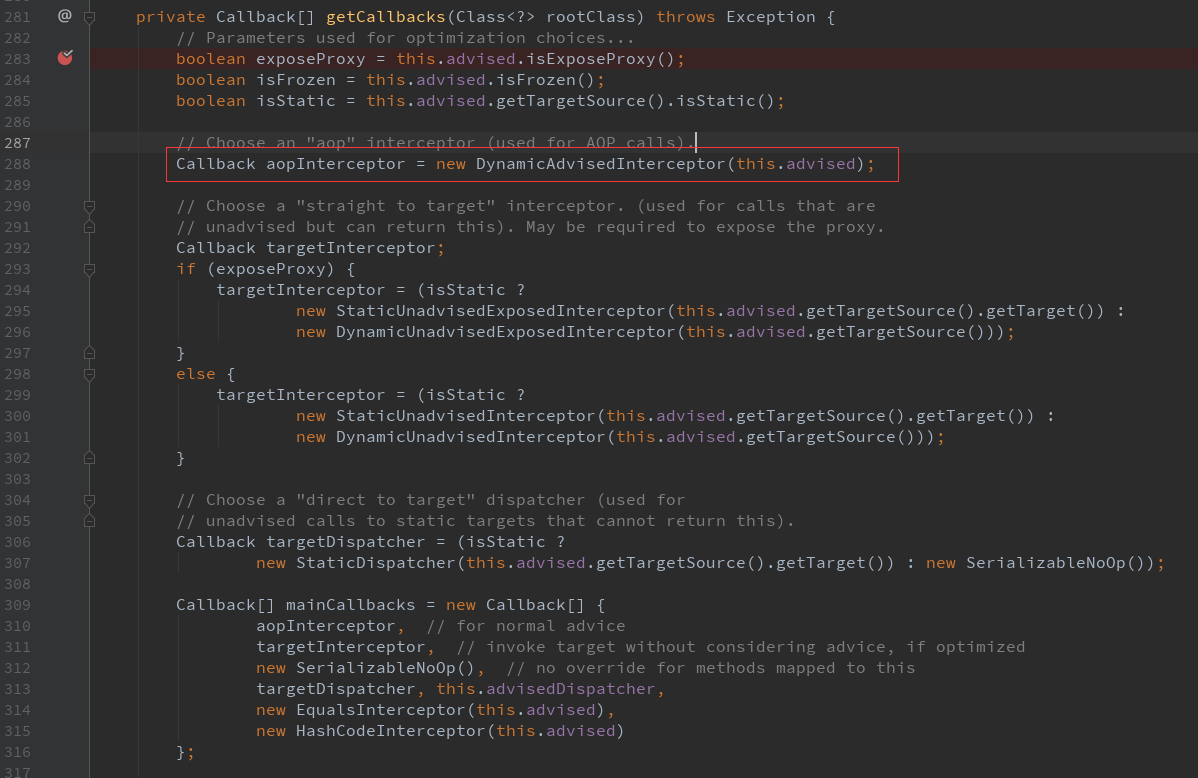 281 @ private Callback[] getCallbacks(Class<?> rootClass) throws Exception {
282 // Parameters used for optimization choices...
283 boolean exposeProxy = this.advised.isExposeProxy();
284 boolean isFrozen = this.advised.isFrozen();
285 boolean isStatic = this.advised.getTargetSource().isStatic();
286
287 // Choose an "aop" interceptor (used for AOP calls).
288 Callback aopInterceptor = new DynamicAdvisedInterceptor(this.advised);
289
290 // Choose a "straight to target" interceptor. (used for calls that are
291 // unadvised but can return this). May be required to expose the proxy.
292 Callback targetInterceptor;
293 if (exposeProxy) {
294 targetInterceptor = (isStatic ?
295 new StaticUnadvisedExposedInterceptor(this.advised.getTargetSource().getTarget()) :
296 new DynamicUnadvisedExposedInterceptor(this.advised.getTargetSource()));
297 }
298 else {
299 targetInterceptor = (isStatic ?
300 new StaticUnadvisedInterceptor(this.advised.getTargetSource().getTarget()) :
301 new DynamicUnadvisedInterceptor(this.advised.getTargetSource()));
302 }
303
304 // Choose a "direct to target" dispatcher (used for
305 // unadvised calls to static targets that cannot return this).
306 Callback targetDispatcher = (isStatic ?
307 new StaticDispatcher(this.advised.getTargetSource().getTarget()) : new SerializableNoOp());
308
309 Callback[] mainCallbacks = new Callback[] {
310 aopInterceptor, // for normal advice
311 targetInterceptor, // invoke target without considering advice, if optimized
312 new SerializableNoOp(), // no override for methods mapped to this
313 targetDispatcher, this.advisedDispatcher,
314 new EqualsInterceptor(this.advised),
315 new HashCodeInterceptor(this.advised)
316 };
317